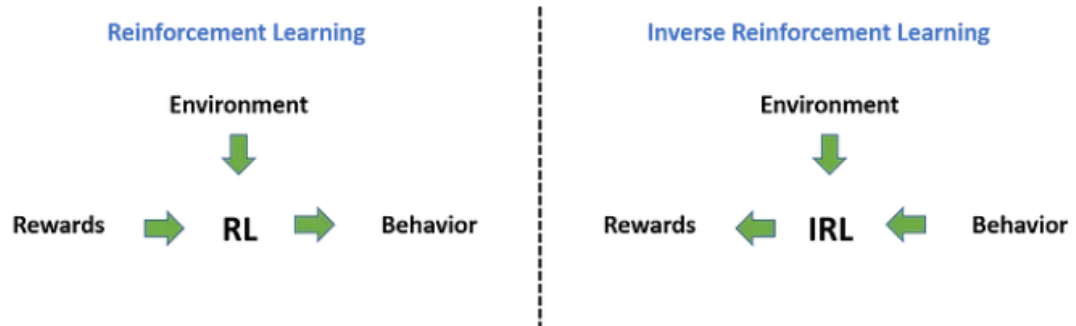 Reinforcement Learning
Environment
Rewards
RL
Behavior
Inverse Reinforcement Learning
Environment
Rewards
IRL
Behavior